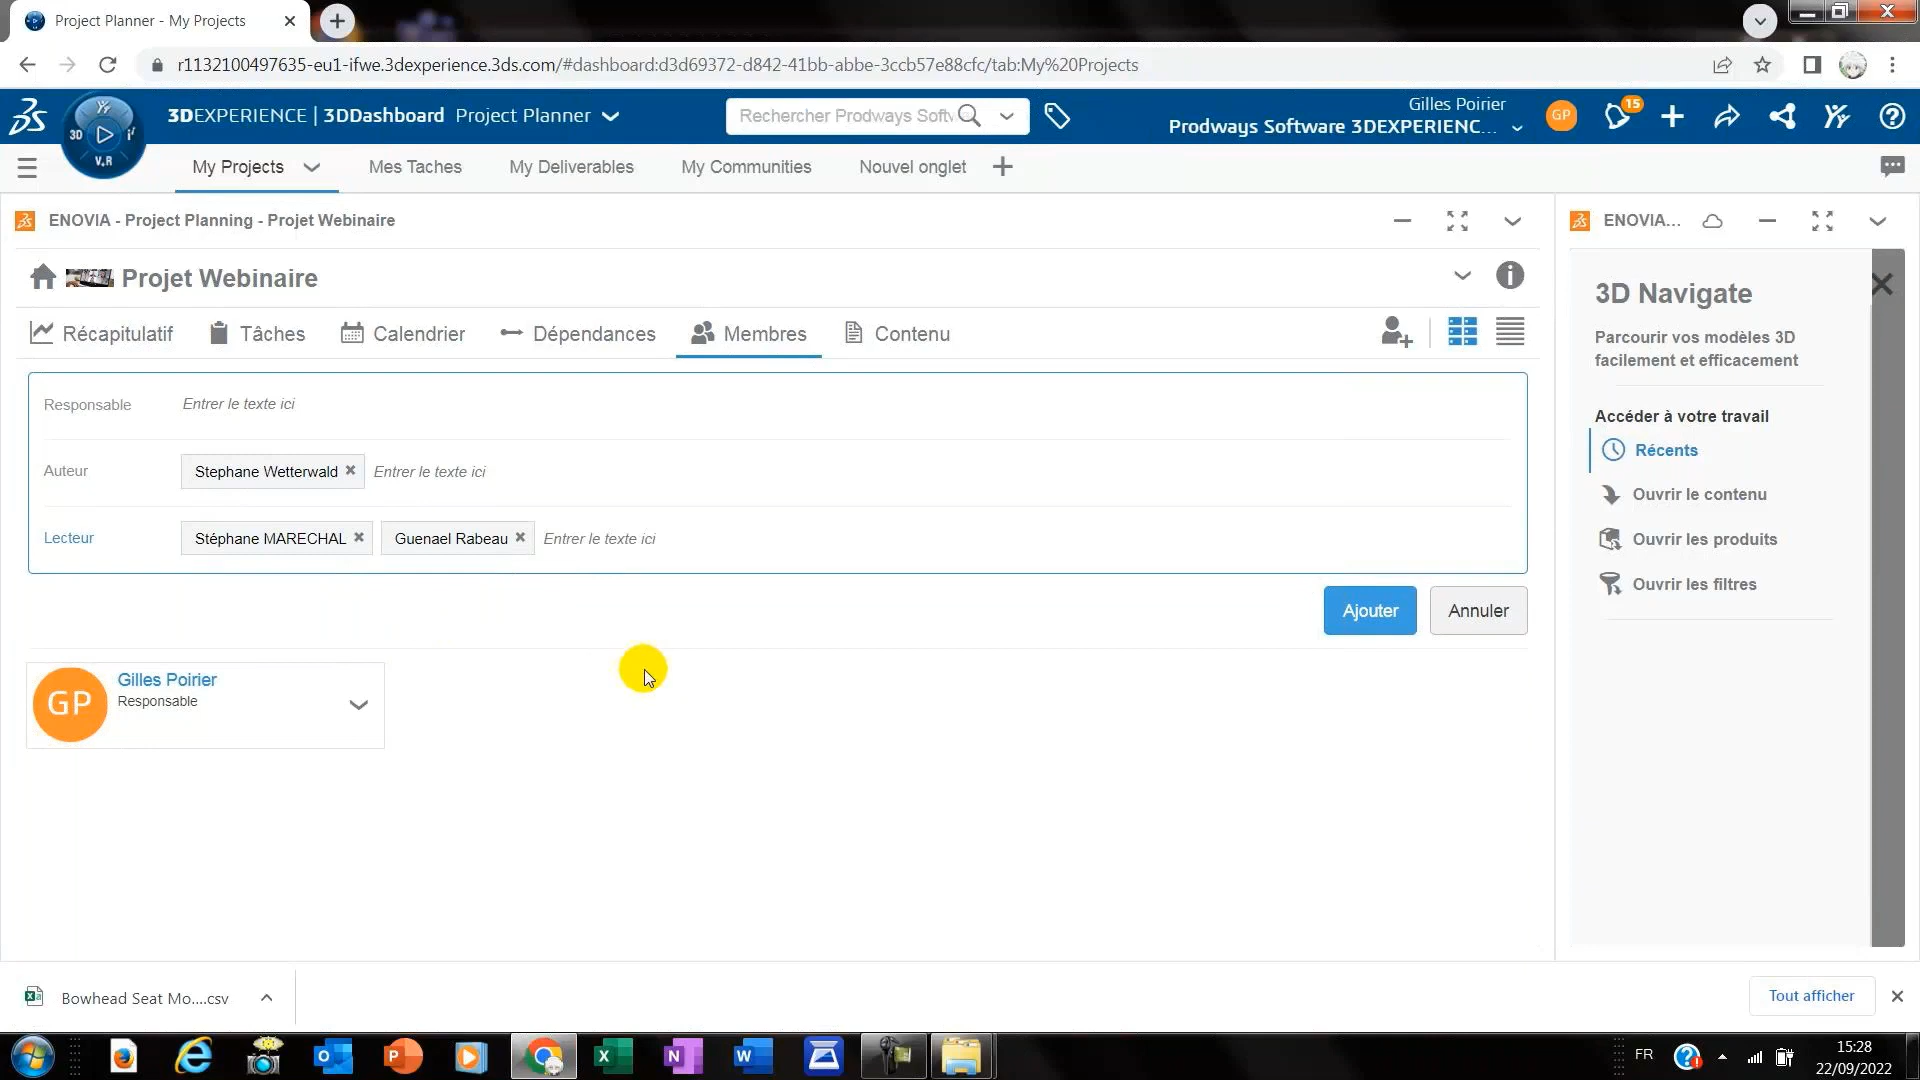 Project Planner - My Projects
r1132100497635-eu1-ifwe.3dexperience.3ds.com/#dashboard:d3d69372-d842-41bb-abbe-3ccb57e88cfc/tab:My%20Projects
3D
V.R
3DEXPERIENCE | 3DDashboard Project Planner
Rechercher Prodways Softw
Gilles Poirier
Prodways Software 3DEXPERIENC...
GP
15
My Projects
Mes Taches
My Deliverables
My Communities
Nouvel onglet
ENOVIA - Project Planning - Projet Webinaire
ENOVIA...
Projet Webinaire
Récapitulatif
Tâches
Calendrier
Dépendances
Membres
Contenu
Responsable
Entrer le texte ici
Auteur
Stephane Wetterwald
Entrer le texte ici
Lecteur
Stéphane MARECHAL
Guenael Rabeau
Entrer le texte ici
Ajouter
Annuler
GP
Gilles Poirier
Responsable
3D Navigate
Parcourir vos modèles 3D
facilement et efficacement
Accéder à votre travail
Récents
Ouvrir le contenu
Ouvrir les produits
Ouvrir les filtres
Bowhead Seat Mo....csv
Tout afficher
FR
15:28
22/09/2022